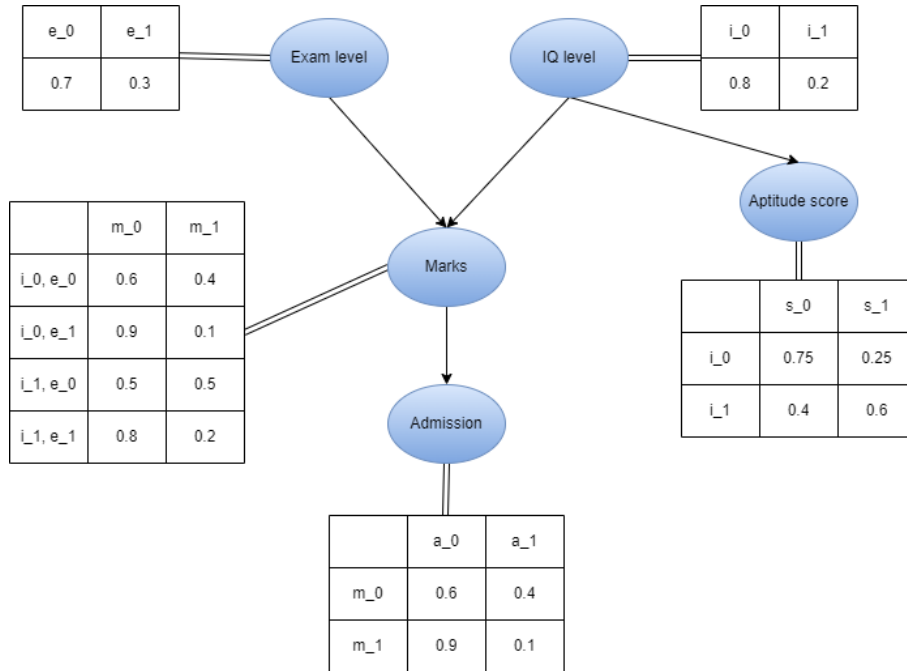 e_0 e_1
0.7 0.3
Exam level
IQ level
i_0 i_1
0.8 0.2
Aptitude score
m_0 m_1
i_0, e_0 0.6 0.4
i_0, e_1 0.9 0.1
i_1, e_0 0.5 0.5
i_1, e_1 0.8 0.2
Marks
s_0 s_1
i_0 0.75 0.25
i_1 0.4 0.6
Admission
a_0 a_1
m_0 0.6 0.4
m_1 0.9 0.1